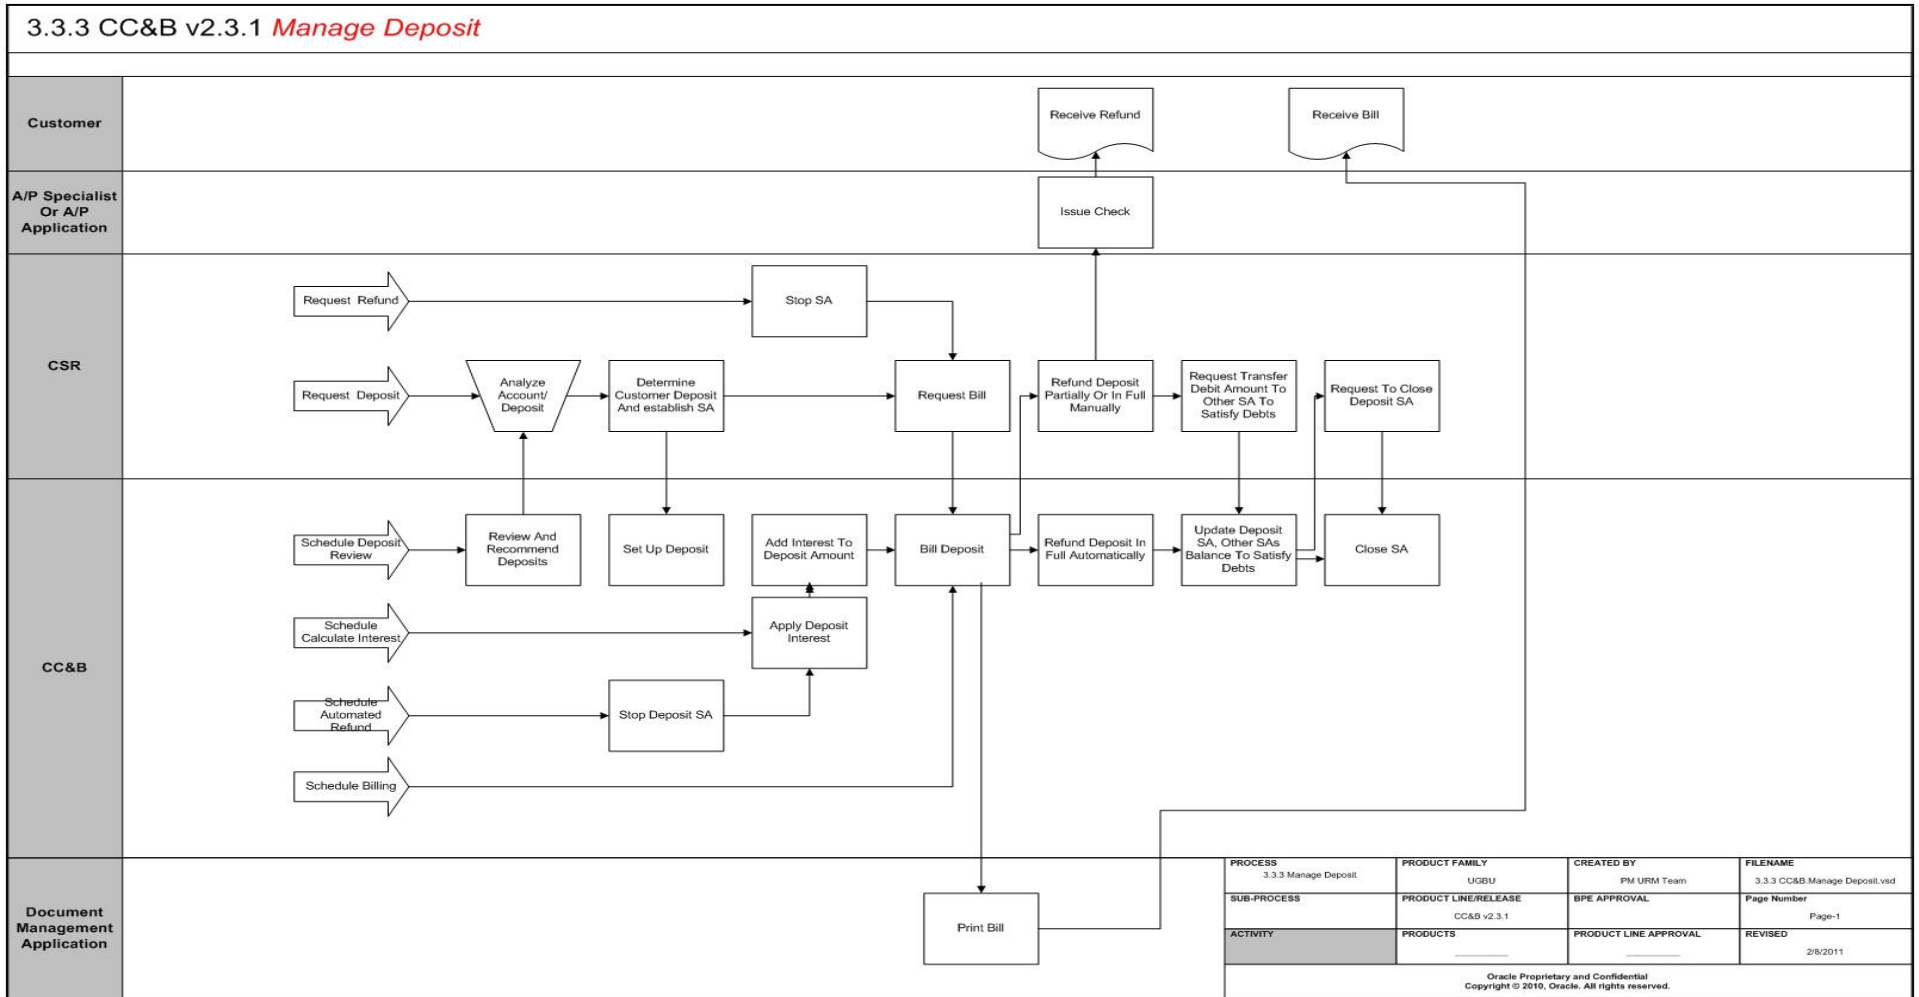 3.3.3 CC&B v2.3.1 Manage Deposit
Customer
Receive Refund
Receive Bill
A/P Specialist
Or A/P
Application
Issue Check
CSR
Request Refund
Stop SA
Request Deposit
Analyze
Account/
Deposit
Determine
Customer Deposit
And establish SA
Request Bill
Refund Deposit
Partially Or In Full
Manually
Request Transfer
Debit Amount To
Other SA To
Satisfy Debts
Request To Close
Deposit SA
CC&B
Schedule Deposit
Review
Review And
Recommend
Deposits
Set Up Deposit
Add Interest To
Deposit Amount
Bill Deposit
Refund Deposit In
Full Automatically
Update Deposit
SA, Other SAs
Balance To Satisfy
Debts
Close SA
Schedule
Calculate Interest
Apply Deposit
Interest
Schedule
Automated
Refund
Stop Deposit SA
Schedule Billing
Document
Management
Application
Print Bill
PROCESS
3.3.3 Manage Deposit
PRODUCT FAMILY
UGBU
CREATED BY
PM URM Team
FILENAME
3.3.3 CC&B.Manage Deposit.vsd
SUB-PROCESS
PRODUCT LINE/RELEASE
CC&B v2.3.1
BPE APPROVAL
Page Number
Page-1
ACTIVITY
PRODUCTS
PRODUCT LINE APPROVAL
REVISED
2/8/2011
Oracle Proprietary and Confidential
Copyright © 2010, Oracle. All rights reserved.